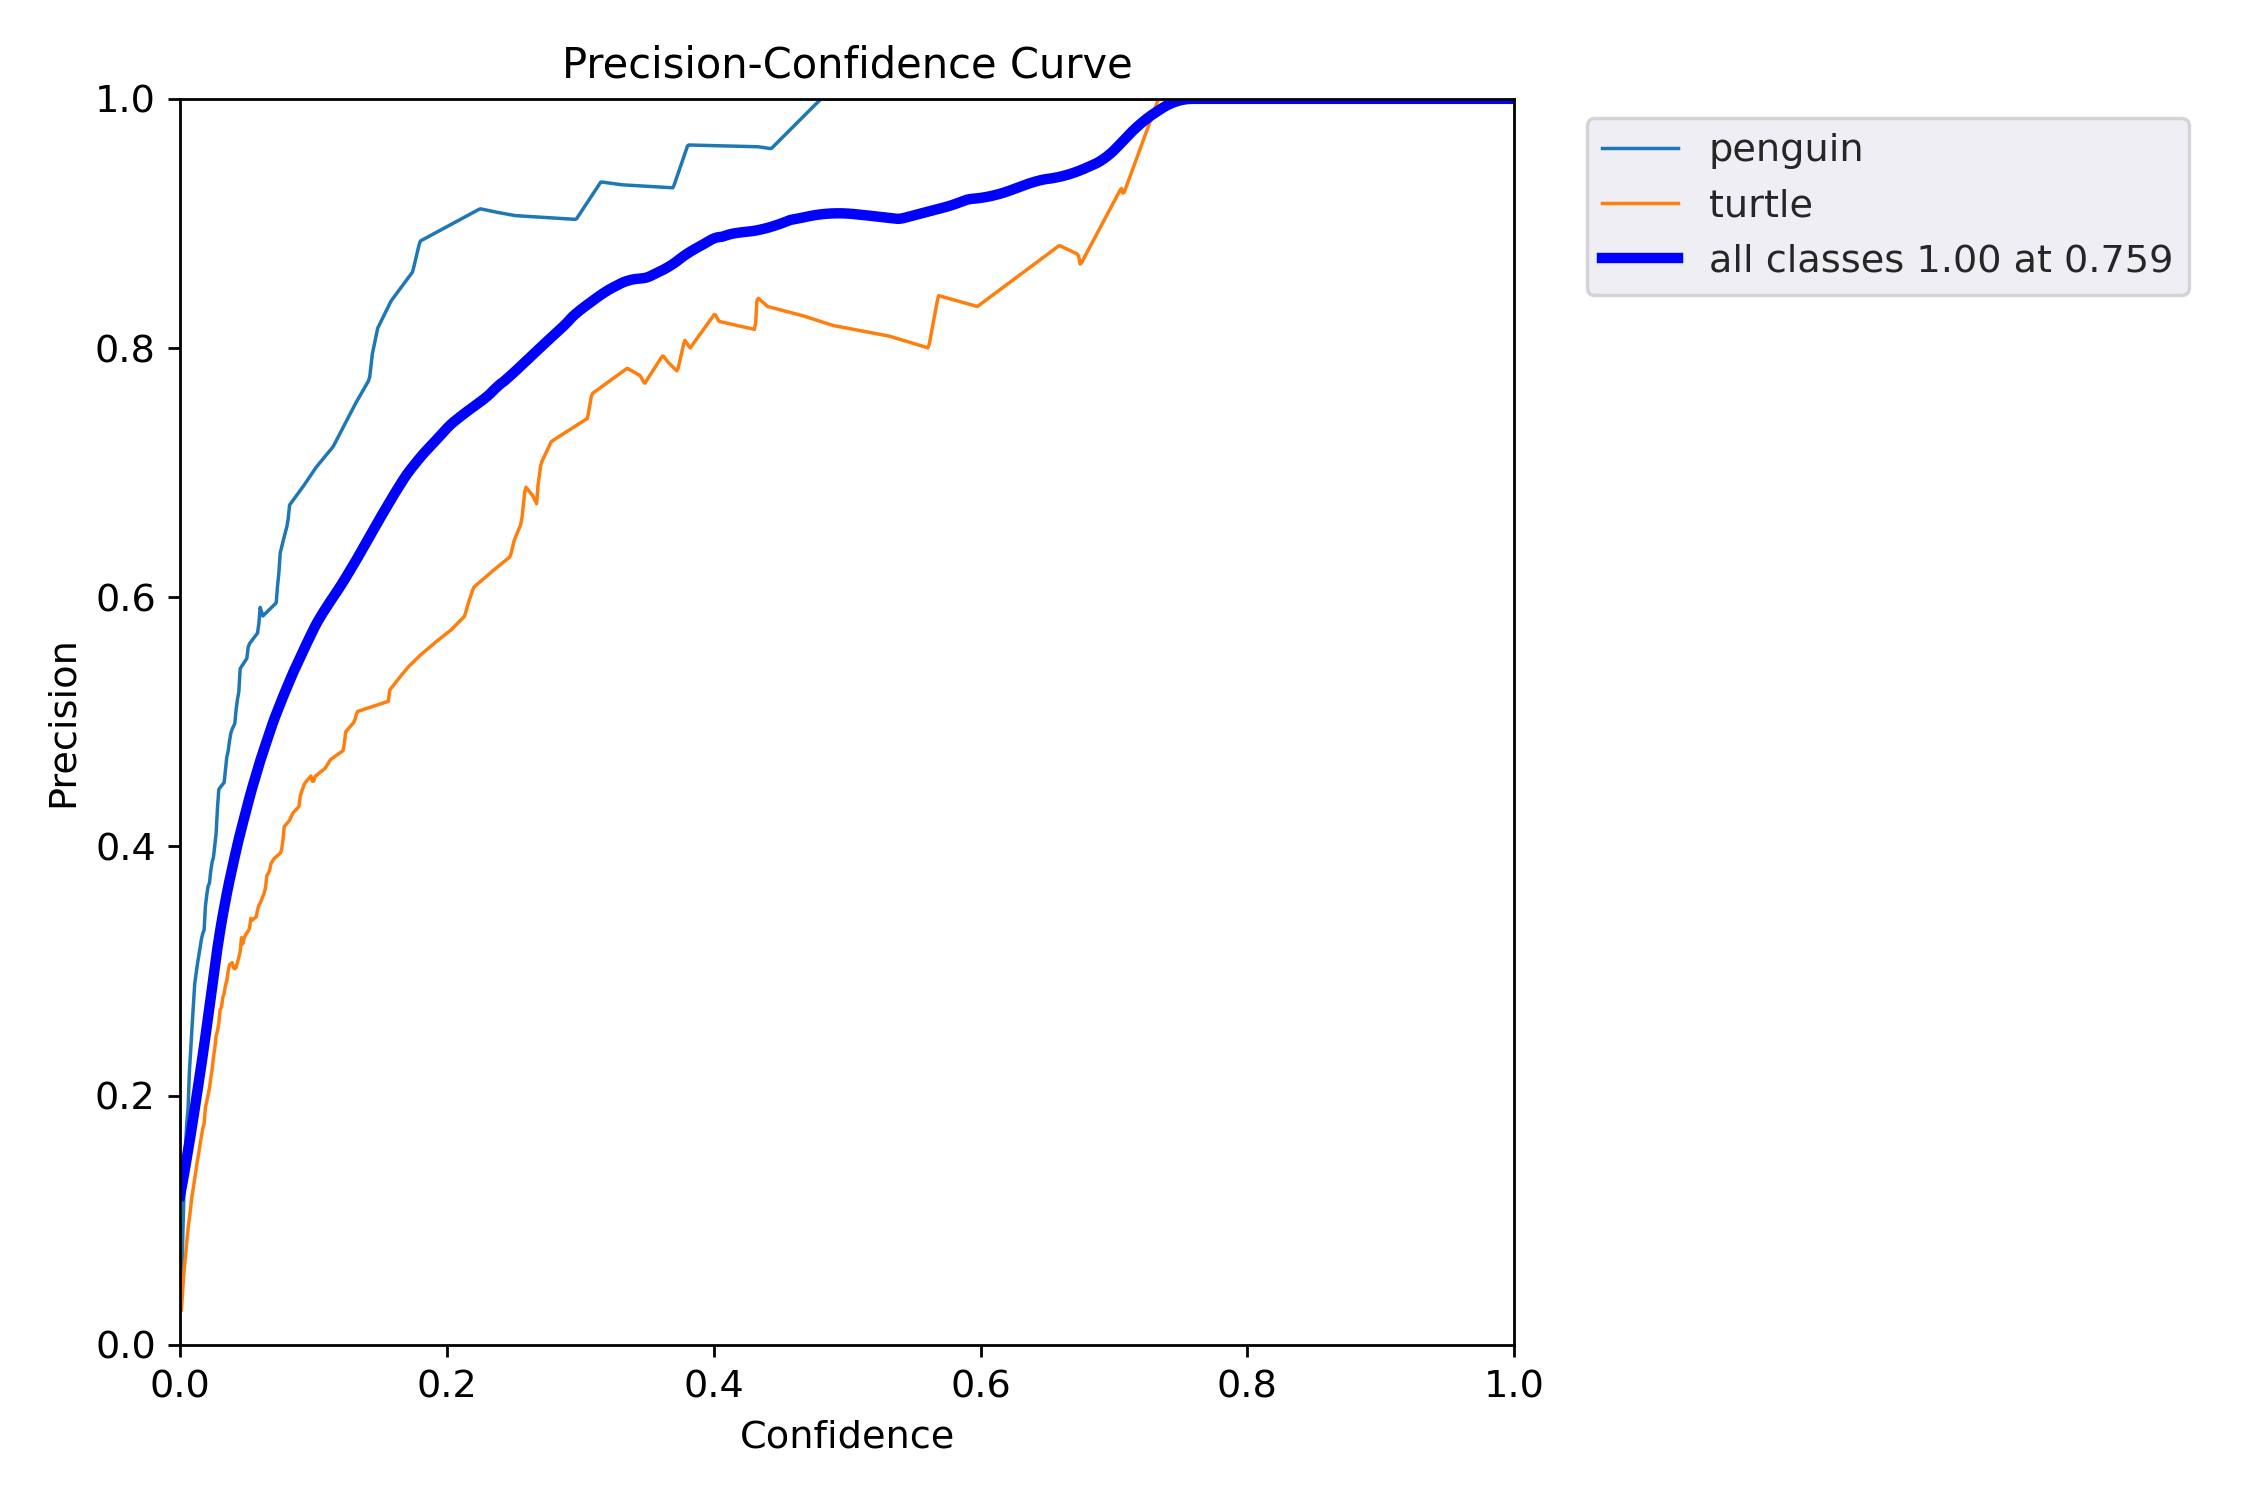 Precision-Confidence Curve
1.0
0.8
0.6
0.4
0.2
0.0
Precision
0.0 0.2 0.4 0.6 0.8 1.0
Confidence
penguin
turtle
all classes 1.00 at 0.759